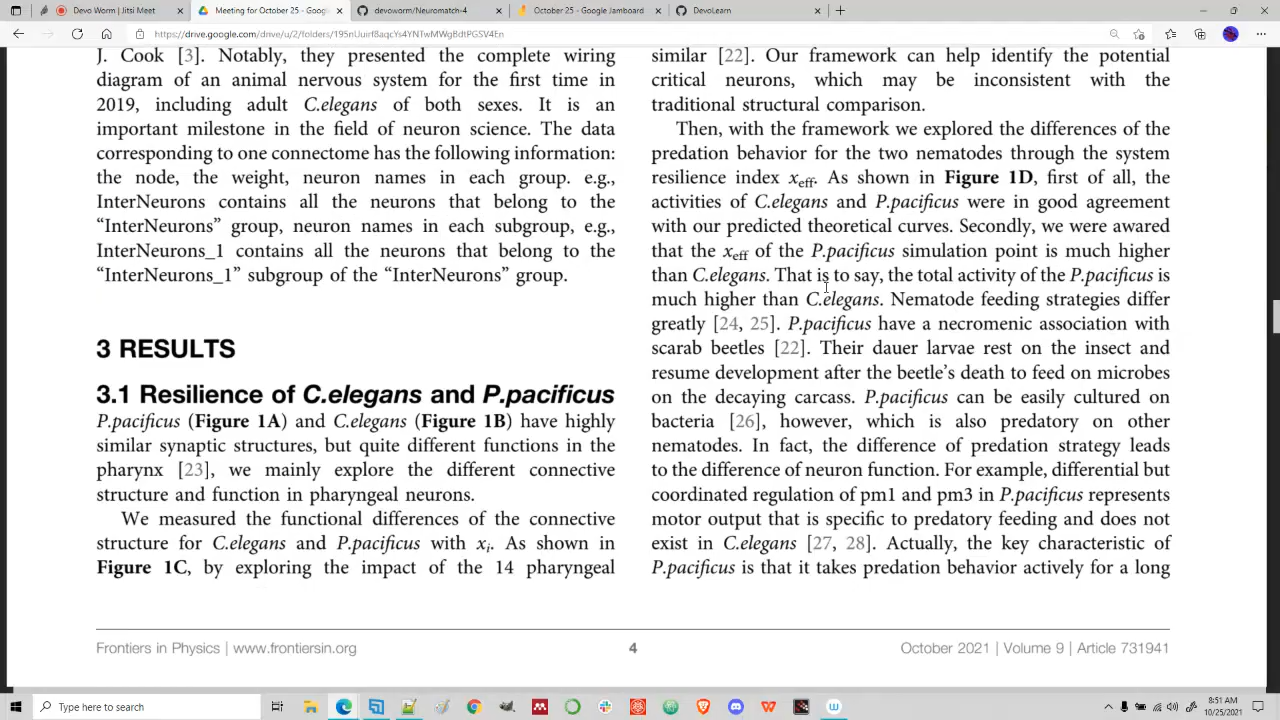 Devo Worm | Meet
Meeting for October 25 - Google
devoworm/Neuromatch-4
October 25 - Google Jamboard
DevoLearn
https://drive.google.com/drive/u/2/folders/195nUuirf8aqcYs4YNTwMWgBdtPGSV4En
J. Cook [3]. Notably, they presented the complete wiring
diagram of an animal nervous system for the first time in
2019, including adult C.elegans of both sexes. It is an
important milestone in the field of neuron science. The data
corresponding to one connectome has the following information:
the node, the weight, neuron names in each group. e.g.,
InterNeurons contains all the neurons that belong to the
“InterNeurons” group, neuron names in each subgroup, e.g.,
InterNeurons_1 contains all the neurons that belong to the
“InterNeurons_1” subgroup of the “InterNeurons” group.
3 RESULTS
3.1 Resilience of C.elegans and P.pacificus
P.pacificus (Figure 1A) and C.elegans (Figure 1B) have highly
similar synaptic structures, but quite different functions in the
pharynx [23], we mainly explore the different connective
structure and function in pharyngeal neurons.
We measured the functional differences of the connective
structure for C.elegans and P.pacificus with xi. As shown in
Figure 1C, by exploring the impact of the 14 pharyngeal
similar [22]. Our framework can help identify the potential
critical neurons, which may be inconsistent with the
traditional structural comparison.
Then, with the framework we explored the differences of the
predation behavior for the two nematodes through the system
resilience index xeff. As shown in Figure 1D, first of all, the
activities of C.elegans and P.pacificus were in good agreement
with our predicted theoretical curves. Secondly, we were awared
that the xeff of the P.pacificus simulation point is much higher
than C.elegans. That is to say, the total activity of the P.pacificus is
much higher than C.elegans. Nematode feeding strategies differ
greatly [24, 25]. P.pacificus have a necromenic association with
scarab beetles [22]. Their dauer larvae rest on the insect and
resume development after the beetle’s death to feed on microbes
on the decaying carcass. P.pacificus can be easily cultured on
bacteria [26], however, which is also predatory on other
nematodes. In fact, the difference of predation strategy leads
to the difference of neuron function. For example, differential but
coordinated regulation of pm1 and pm3 in P.pacificus represents
motor output that is specific to predatory feeding and does not
exist in C.elegans [27, 28]. Actually, the key characteristic of
P.pacificus is that it takes predation behavior actively for a long
Frontiers in Physics | www.frontiersin.org
4
October 2021 | Volume 9 | Article 731941
Type here to search
8:51 AM
10/25/2021